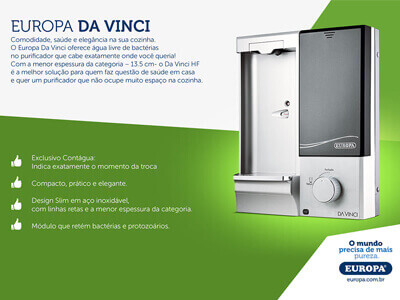 EUROPA DA VINCI
Comodidade, saúde e elegância na sua cozinha.
O Europa Da Vinci oferece água livre de bactérias
no purificador que cabe exatamente onde você queria!
Com a menor espessura da categoria – 13.5 cm- o Da Vinci HF
é a melhor solução para quem faz questão de saúde em casa
e quer um purificador que não ocupe muito espaço na cozinha.
EUROPA
Exclusivo Contágua:
Indica exatamente o momento da troca
Compacto, prático e elegante.
Design Slim em aço inoxidável,
com linhas retas e a menor espessura da categoria.
Módulo que retém bactérias e protozoários.
DA VINCI
O mundo
precisa de mais
pureza.
EUROPA®
europa.com.br